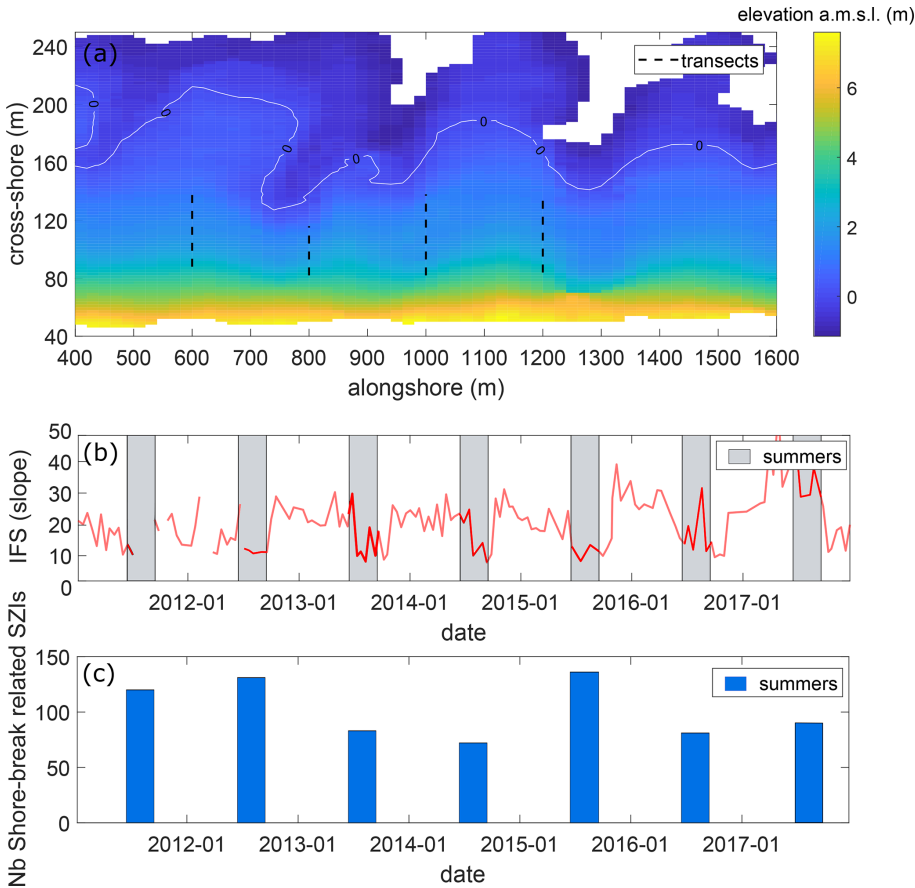 elevation a.m.s.l. (m)
(a)
transects
240
200
160
120
80
40
cross-shore (m)
0
0
0
0
0
0
0
6
4
2
0
400 500 600 700 800 900 1000 1100 1200 1300 1400 1500 1600
alongshore (m)
(b)
summers
50
40
30
20
10
0
IFS (slope)
2012-01 2013-01 2014-01 2015-01 2016-01 2017-01
date
(c)
summers
150
100
50
0
Nb Shore-break related SZIs
2012-01 2013-01 2014-01 2015-01 2016-01 2017-01
date